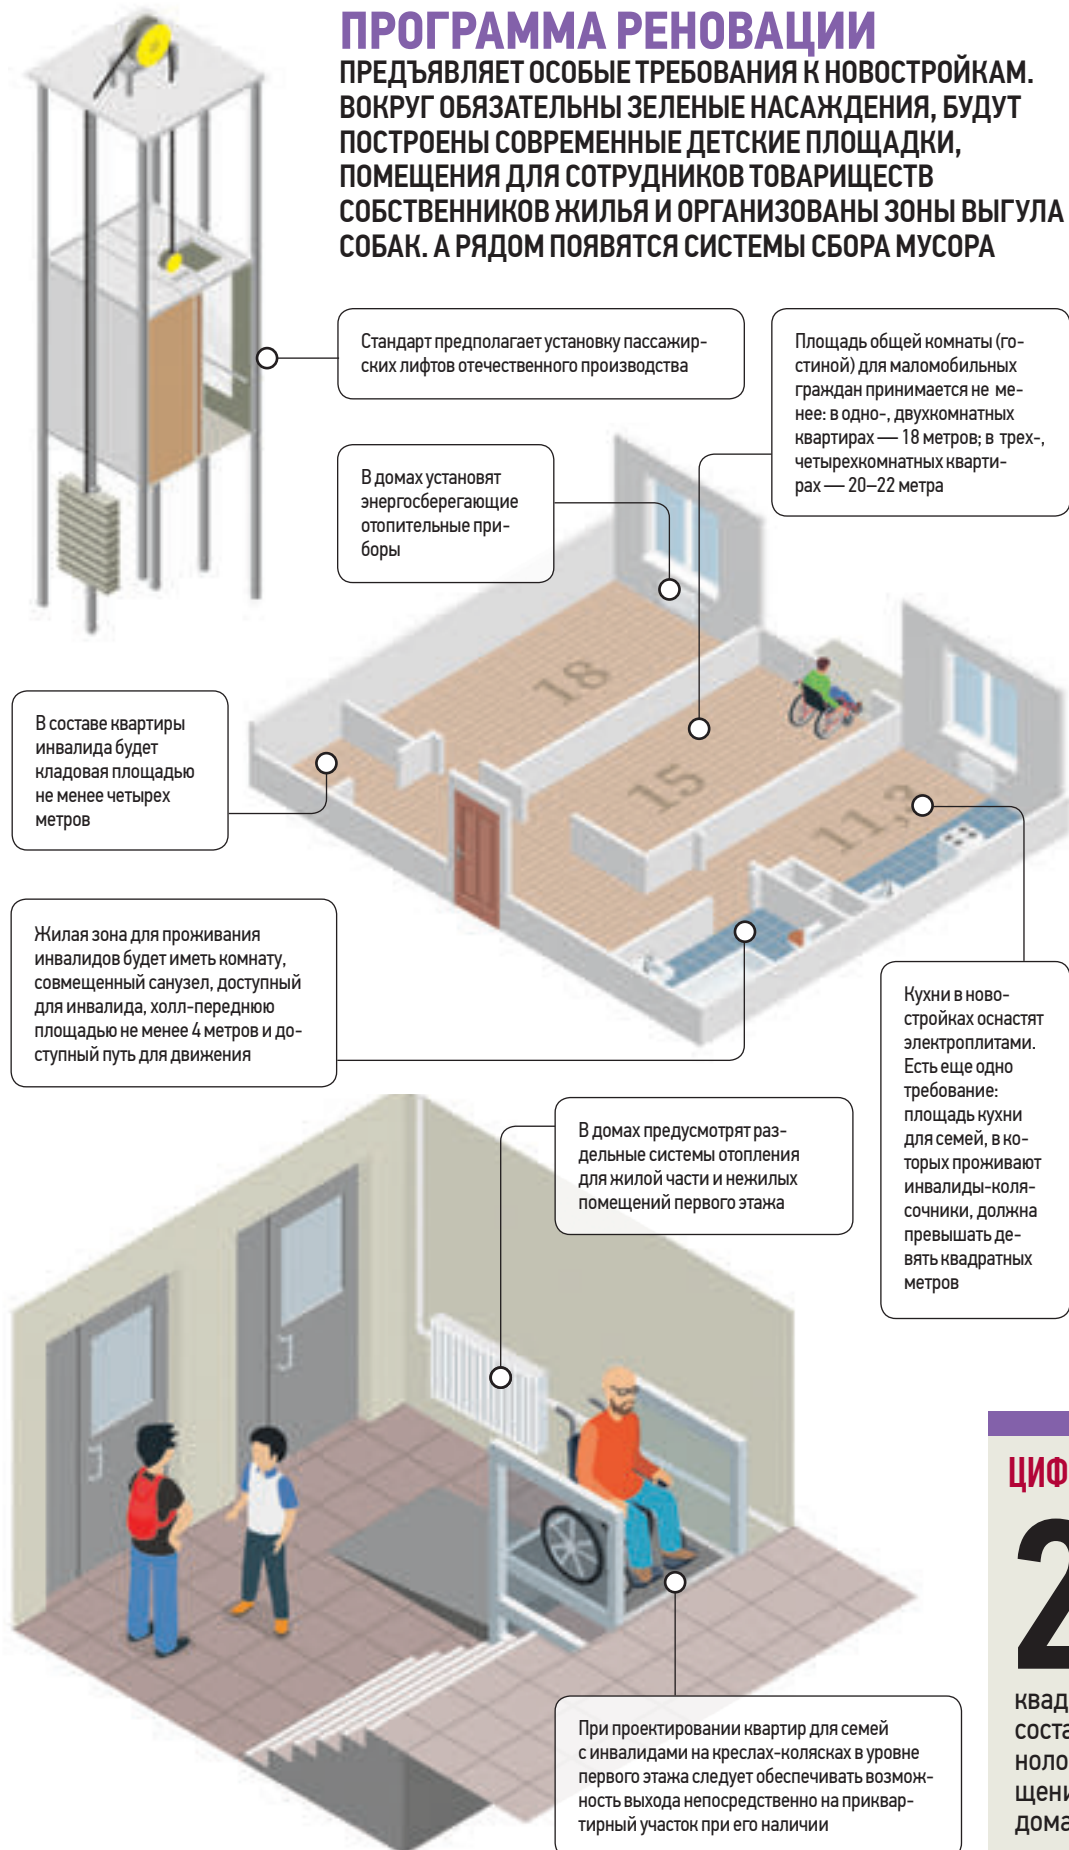 ПРОГРАММА РЕНОВАЦИИ
ПРЕДЪЯВЛЯЕТ ОСОБЫЕ ТРЕБОВАНИЯ К НОВОСТРОЙКАМ.
ВОКРУГ ОБЯЗАТЕЛЬНЫ ЗЕЛЕНЫЕ НАСАЖДЕНИЯ, БУДУТ
ПОСТРОЕНЫ СОВРЕМЕННЫЕ ДЕТСКИЕ ПЛОЩАДКИ,
ПОМЕЩЕНИЯ ДЛЯ СОТРУДНИКОВ ТОВАРИЩЕСТВ
СОБСТВЕННИКОВ ЖИЛЬЯ И ОРГАНИЗОВАНЫ ЗОНЫ ВЫГУЛА
СОБАК. А РЯДОМ ПОЯВЯТСЯ СИСТЕМЫ СБОРА МУСОРА
Стандарт предполагает установку пассажир-
ских лифтов отечественного производства
Площадь общей комнаты (го-
стиной) для маломобильных
граждан принимается не ме-
нее: в одно-, двухкомнатных
квартирах — 18 метров; в трех-,
четырехкомнатных кварти-
рах — 20–22 метра
В домах установят
энергосберегающие
отопительные при-
боры
18
15
11,3
В составе квартиры
инвалида будет
кладовая площадью
не менее четырех
метров
Жилая зона для проживания
инвалидов будет иметь комнату,
совмещенный санузел, доступный
для инвалида, холл-переднюю
площадью не менее 4 метров и до-
ступный путь для движения
Кухни в ново-
стройках оснастят
электроплитами.
Есть еще одно
требование:
площадь кухни
для семей, в ко-
торых проживают
инвалиды-коля-
сочники, должна
превышать де-
вять квадратных
метров
В домах предусмотрят раз-
дельные системы отопления
для жилой части и нежилых
помещений первого этажа
При проектировании квартир для семей
с инвалидами на креслах-колясках в уровне
первого этажа следует обеспечивать возмож-
ность выхода непосредственно на приквар-
тирный участок при его наличии
ЦИФ
2
квад
соста
ноло
щени
дома